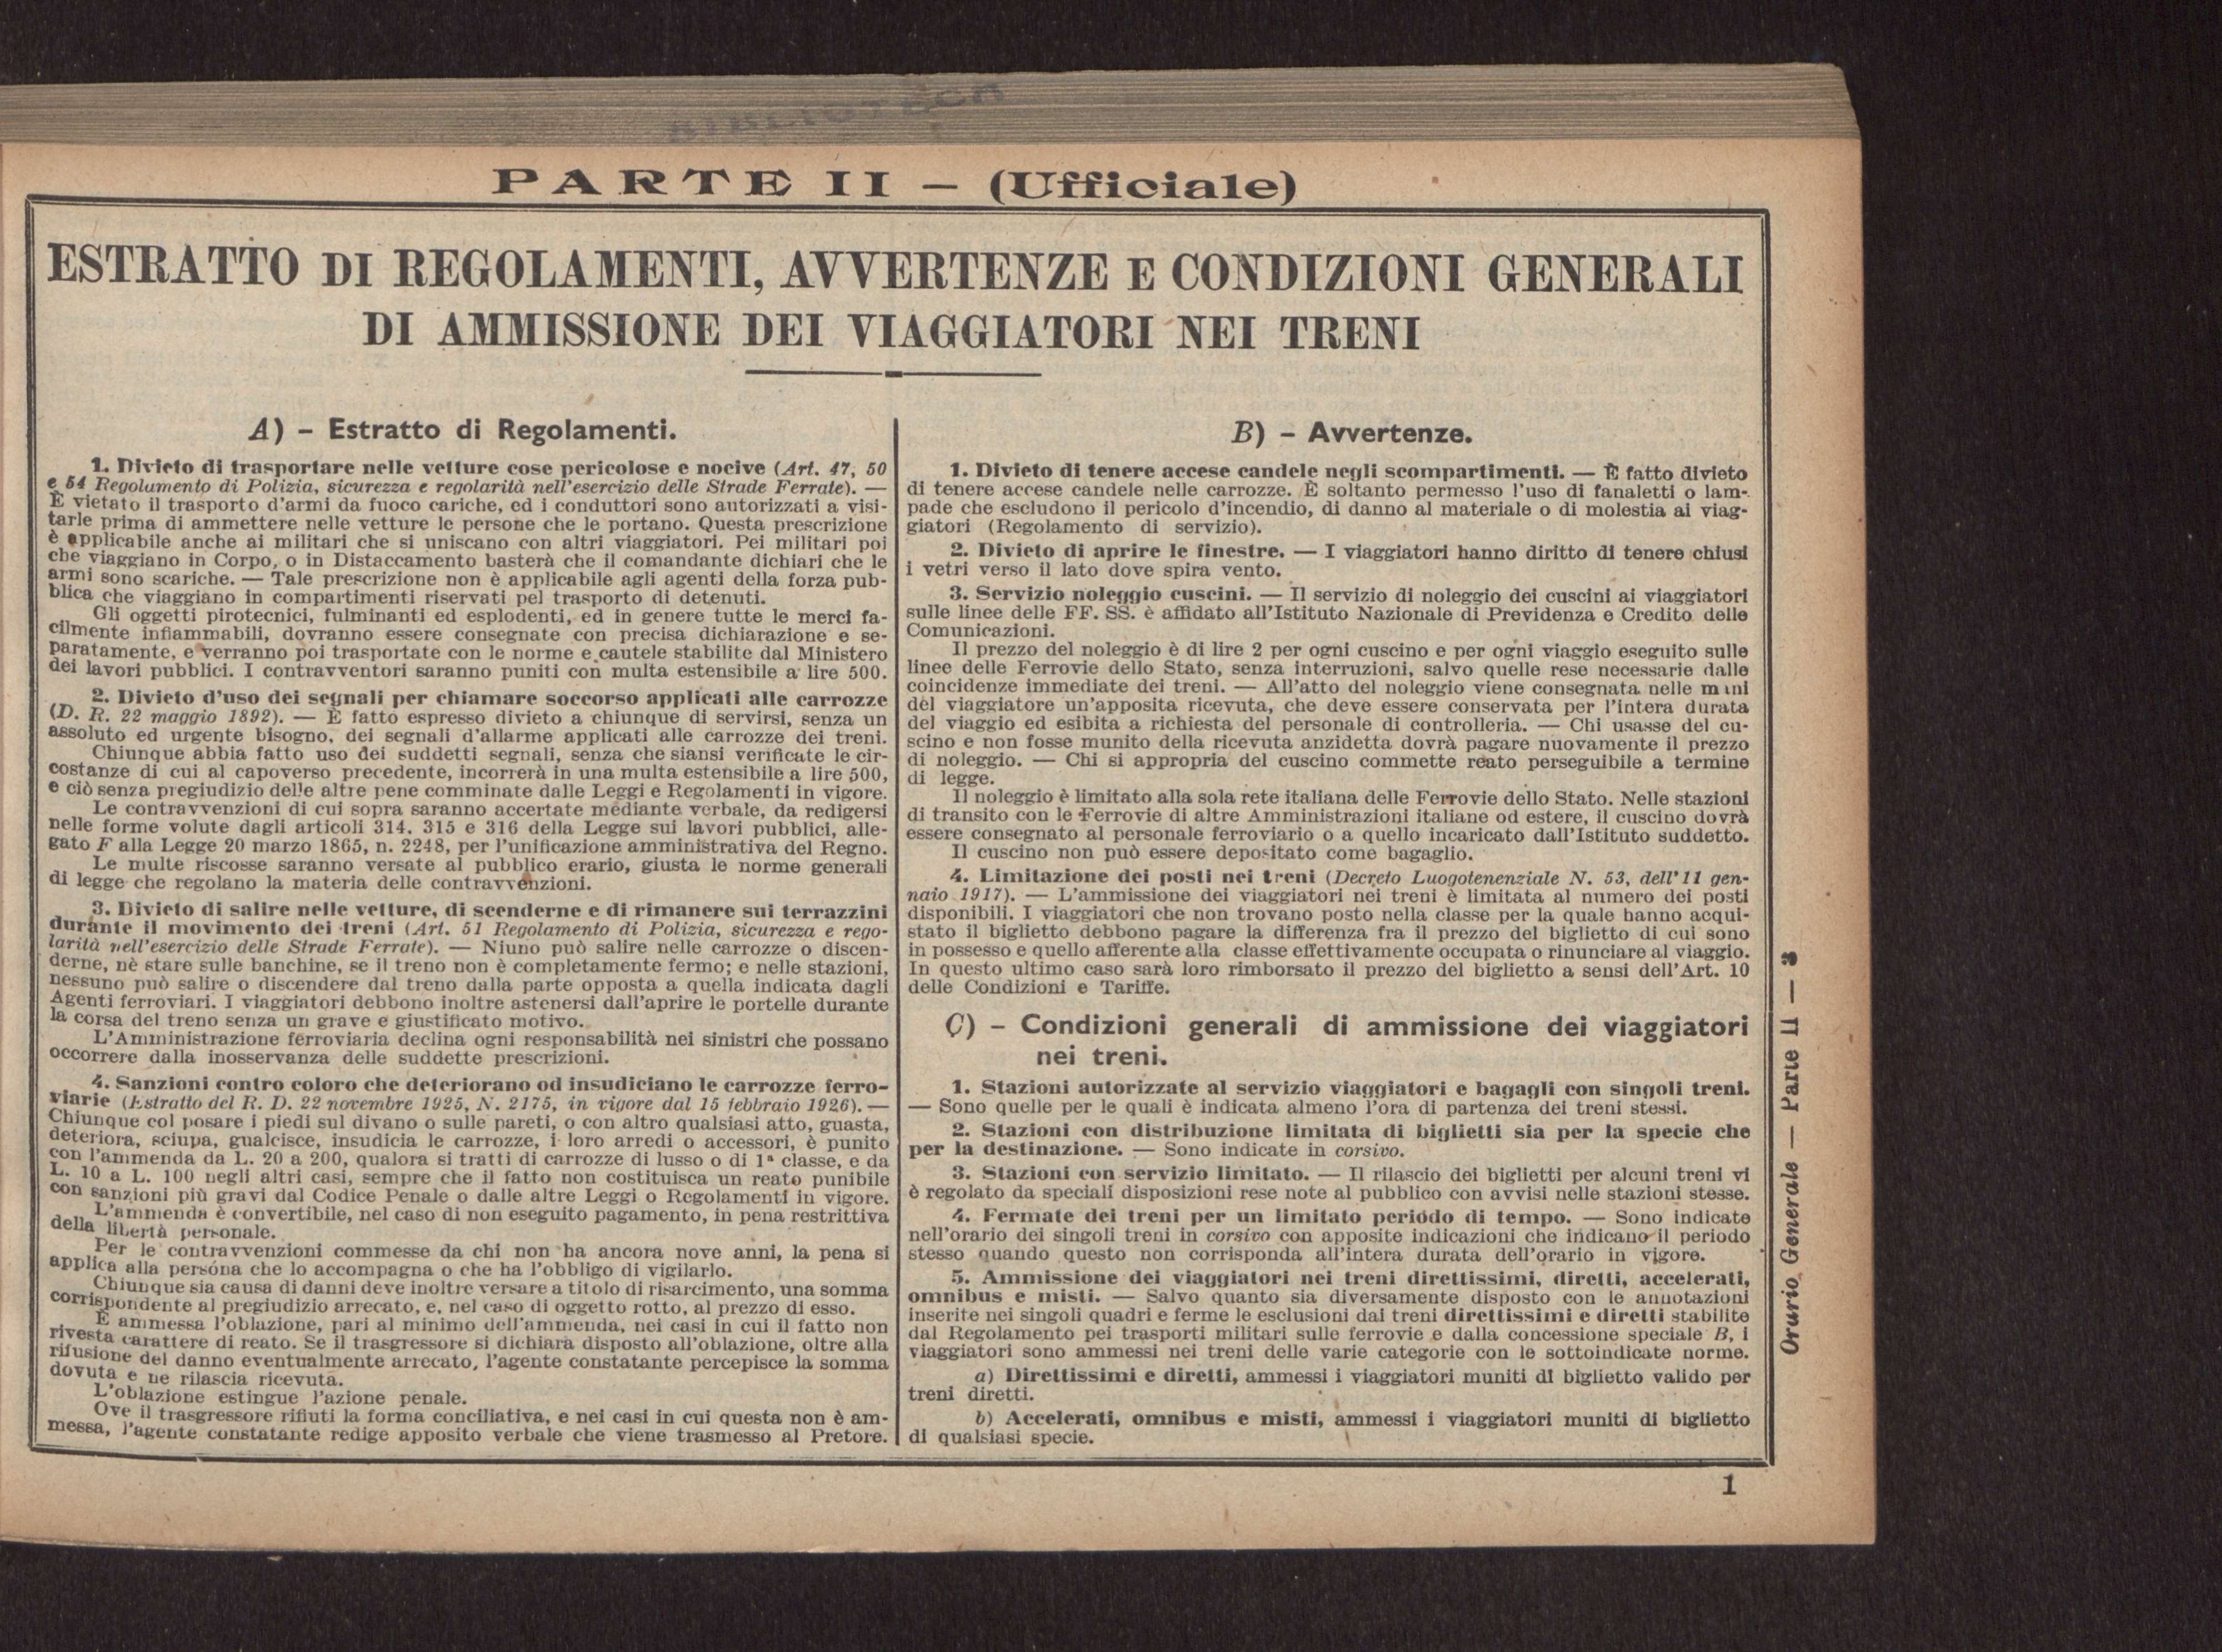 BIBLIOTECA
PARTE II – (Ufficiale)
ESTRATTO DI REGOLAMENTI, AVVERTENZE E CONDIZIONI GENERALI
DI AMMISSIONE DEI VIAGGIATORI NEI TRENI
A) – Estratto di Regolamenti.
1. Divieto di trasportare nelle vetture cose pericolose e nocive (Art. 47, 50
e 54 Regolamento di Polizia, sicurezza e regolarità nell'esercizio delle Strade Ferrate). —
È vietato il trasporto d'armi da fuoco cariche, ed i conduttori sono autorizzati a visi-
tarle prima di ammettere nelle vetture le persone che le portano. Questa prescrizione
è applicabile anche ai militari che si uniscano con altri viaggiatori. Pei militari poi
che viaggiano in Corpo, o in Distaccamento basterà che il comandante dichiari che le
armi sono scariche. — Tale prescrizione non è applicabile agli agenti della forza pub-
blica che viaggiano in compartimenti riservati pel trasporto di detenuti.
Gli oggetti pirotecnici, fulminanti ed esplodenti, ed in genere tutte le merci fa-
cilmente infiammabili, dovranno essere consegnate con precisa dichiarazione e se-
paratamente, e verranno poi trasportate con le norme e cautele stabilite dal Ministero
dei lavori pubblici. I contravventori saranno puniti con multa estensibile a lire 500.
2. Divieto d'uso dei segnali per chiamare soccorso applicati alle carrozze
(D. R. 22 maggio 1892). — È fatto espresso divieto a chiunque di servirsi, senza un
assoluto ed urgente bisogno, dei segnali d'allarme applicati alle carrozze dei treni.
Chiunque abbia fatto uso dei suddetti segnali, senza che siansi verificate le cir-
costanze di cui al capoverso precedente, incorrerà in una multa estensibile a lire 500,
e ciò senza pregiudizio delle altre pene comminate dalle Leggi e Regolamenti in vigore.
Le contravvenzioni di cui sopra saranno accertate mediante verbale, da redigersi
nelle forme volute dagli articoli 314, 315 e 316 della Legge sui lavori pubblici, alle-
gato F alla Legge 20 marzo 1865, n. 2248, per l'unificazione amministrativa del Regno.
Le multe riscosse saranno versate al pubblico erario, giusta le norme generali
di legge che regolano la materia delle contravvenzioni.
3. Divieto di salire nelle vetture, di scenderne e di rimanere sui terrazzini
durante il movimento dei treni (Art. 51 Regolamento di Polizia, sicurezza e rego-
larità nell'esercizio delle Strade Ferrate). — Niuno può salire nelle carrozze o discen-
derne, nè stare sulle banchine, se il treno non è completamente fermo; e nelle stazioni,
nessuno può salire o discendere dal treno dalla parte opposta a quella indicata dagli
Agenti ferroviari. I viaggiatori debbono inoltre astenersi dall'aprire le portelle durante
la corsa del treno senza un grave e giustificato motivo.
L'Amministrazione ferroviaria declina ogni responsabilità nei sinistri che possano
occorrere dalla inosservanza delle suddette prescrizioni.
4. Sanzioni contro coloro che deteriorano od insudiciano le carrozze ferro-
viarie (Estratto del R. D. 22 novembre 1925, N. 2175, in vigore dal 15 febbraio 1926). —
Chiunque col posare i piedi sul divano o sulle pareti, o con altro qualsiasi atto, guasta,
deteriora, sciupa, gualcisce, insudicia le carrozze, i loro arredi o accessori, è punito
con l'ammenda da L. 20 a 200, qualora si tratti di carrozze di lusso o di 1ª classe, e da
L. 10 a L. 100 negli altri casi, sempre che il fatto non costituisca un reato punibile
con sanzioni più gravi dal Codice Penale o dalle altre Leggi o Regolamenti in vigore.
L'ammenda è convertibile, nel caso di non eseguito pagamento, in pena restrittiva
della libertà personale.
Per le contravvenzioni commesse da chi non ha ancora nove anni, la pena si
applica alla persona che lo accompagna o che ha l'obbligo di vigilarlo.
Chiunque sia causa di danni deve inoltre versare a titolo di risarcimento, una somma
corrispondente al pregiudizio arrecato, e, nel caso di oggetto rotto, al prezzo di esso.
È ammessa l'oblazione, pari al minimo dell'ammenda, nei casi in cui il fatto non
rivesta carattere di reato. Se il trasgressore si dichiara disposto all'oblazione, oltre alla
rifusione del danno eventualmente arrecato, l'agente constatante percepisce la somma
dovuta e ne rilascia ricevuta.
L'oblazione estingue l'azione penale.
Ove il trasgressore rifiuti la forma conciliativa, e nei casi in cui questa non è am-
messa, l'agente constatante redige apposito verbale che viene trasmesso al Pretore.
B) – Avvertenze.
1. Divieto di tenere accese candele negli scompartimenti. — È fatto divieto
di tenere accese candele nelle carrozze. È soltanto permesso l'uso di fanaletti o lam-
pade che escludono il pericolo d'incendio, di danno al materiale o di molestia ai viag-
giatori (Regolamento di servizio).
2. Divieto di aprire le finestre. — I viaggiatori hanno diritto di tenere chiusi
i vetri verso il lato dove spira vento.
3. Servizio noleggio cuscini. — Il servizio di noleggio dei cuscini ai viaggiatori
sulle linee delle FF. SS. è affidato all'Istituto Nazionale di Previdenza e Credito delle
Comunicazioni.
Il prezzo del noleggio è di lire 2 per ogni cuscino e per ogni viaggio eseguito sulle
linee delle Ferrovie dello Stato, senza interruzioni, salvo quelle rese necessarie dalle
coincidenze immediate dei treni. — All'atto del noleggio viene consegnata nelle mani
del viaggiatore un'apposita ricevuta, che deve essere conservata per l'intera durata
del viaggio ed esibita a richiesta del personale di controlleria. — Chi usasse del cu-
scino e non fosse munito della ricevuta anzidetta dovrà pagare nuovamente il prezzo
di noleggio. — Chi si appropria del cuscino commette reato perseguibile a termine
di legge.
Il noleggio è limitato alla sola rete italiana delle Ferrovie dello Stato. Nelle stazioni
di transito con le Ferrovie di altre Amministrazioni italiane od estere, il cuscino dovrà
essere consegnato al personale ferroviario o a quello incaricato dall'Istituto suddetto.
Il cuscino non può essere depositato come bagaglio.
4. Limitazione dei posti nei treni (Decreto Luogotenenziale N. 53, dell'11 gen-
naio 1917). — L'ammissione dei viaggiatori nei treni è limitata al numero dei posti
disponibili. I viaggiatori che non trovano posto nella classe per la quale hanno acqui-
stato il biglietto debbono pagare la differenza fra il prezzo del biglietto di cui sono
in possesso e quello afferente alla classe effettivamente occupata o rinunciare al viaggio.
In questo ultimo caso sarà loro rimborsato il prezzo del biglietto a sensi dell'Art. 10
delle Condizioni e Tariffe.
C) – Condizioni generali di ammissione dei viaggiatori
nei treni.
1. Stazioni autorizzate al servizio viaggiatori e bagagli con singoli treni.
— Sono quelle per le quali è indicata almeno l'ora di partenza dei treni stessi.
2. Stazioni con distribuzione limitata di biglietti sia per la specie che
per la destinazione. — Sono indicate in corsivo.
3. Stazioni con servizio limitato. — Il rilascio dei biglietti per alcuni treni vi
è regolato da speciali disposizioni rese note al pubblico con avvisi nelle stazioni stesse.
4. Fermate dei treni per un limitato periodo di tempo. — Sono indicate
nell'orario dei singoli treni in corsivo con apposite indicazioni che indicano il periodo
stesso quando questo non corrisponda all'intera durata dell'orario in vigore.
5. Ammissione dei viaggiatori nei treni direttissimi, diretti, accelerati,
omnibus e misti. — Salvo quanto sia diversamente disposto con le annotazioni
inserite nei singoli quadri e ferme le esclusioni dai treni direttissimi e diretti stabilite
dal Regolamento pei trasporti militari sulle ferrovie e dalla concessione speciale B, i
viaggiatori sono ammessi nei treni delle varie categorie con le sottoindicate norme.
a) Direttissimi e diretti, ammessi i viaggiatori muniti di biglietto valido per
treni diretti.
b) Accelerati, omnibus e misti, ammessi i viaggiatori muniti di biglietto
di qualsiasi specie.
Orario Generale — Parte II — 3
1